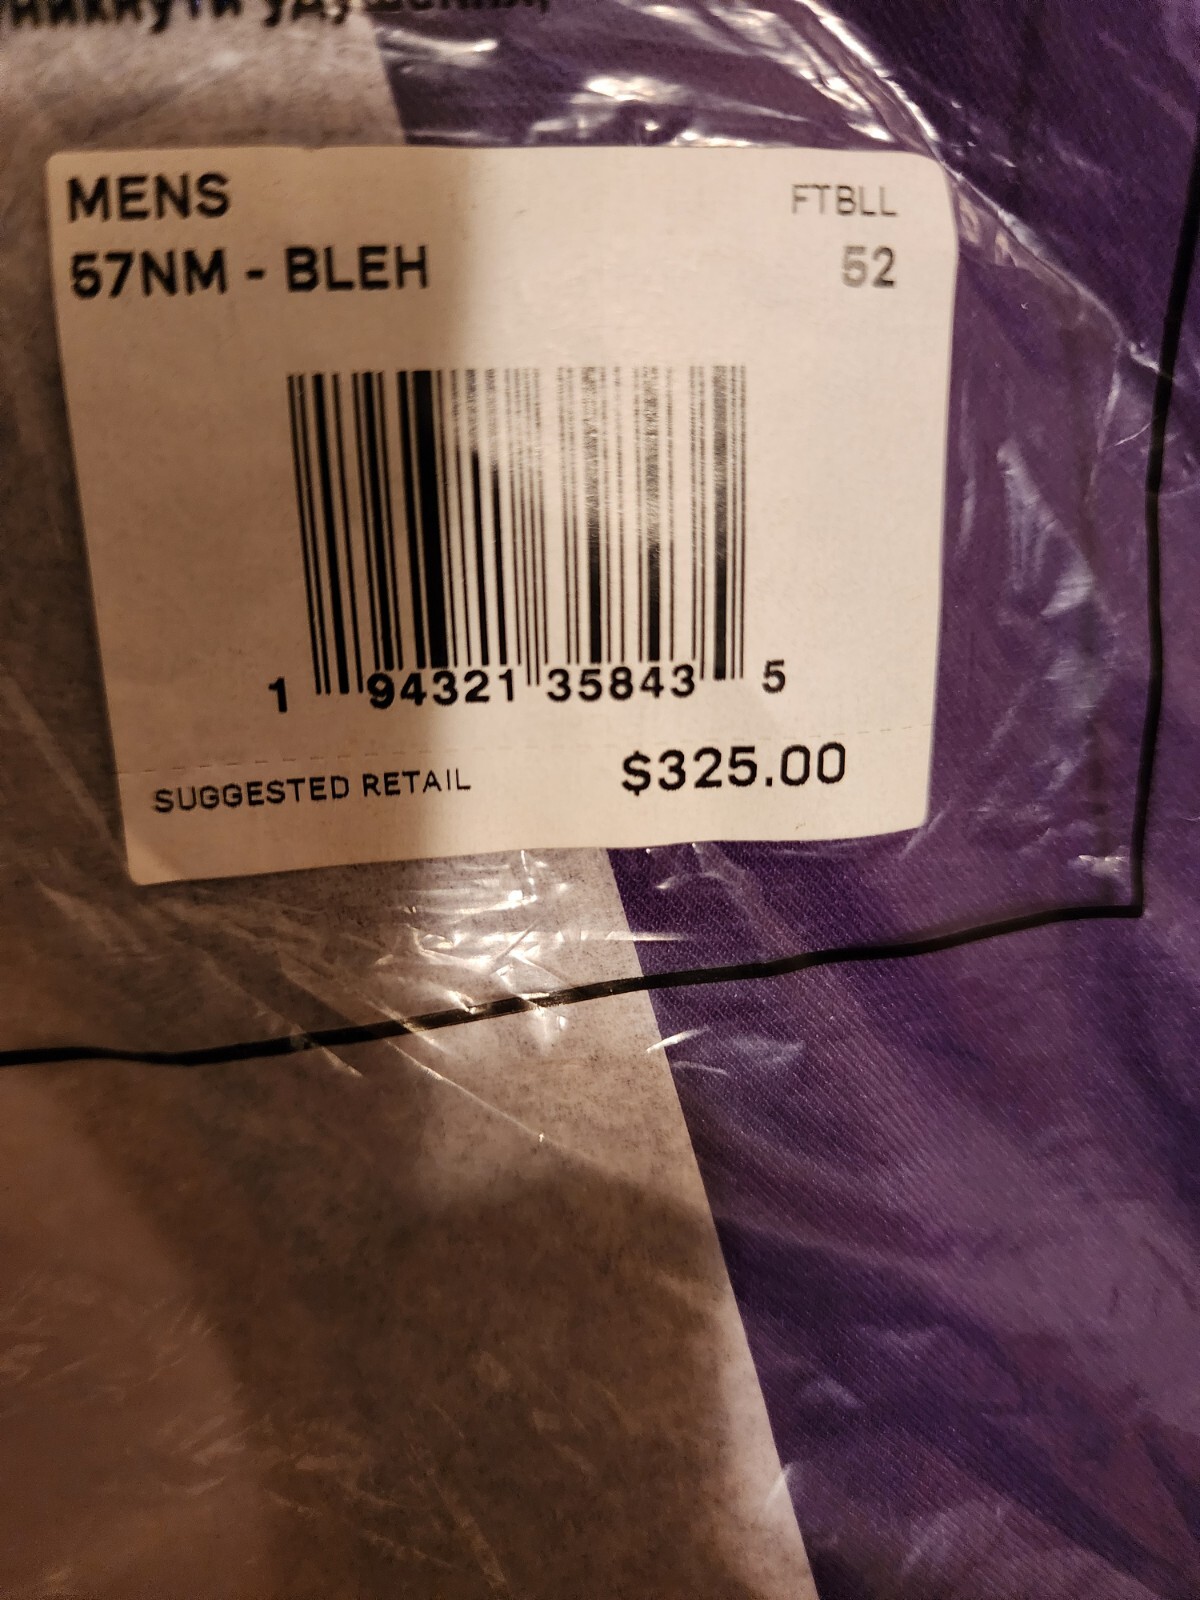 MENS FTBLL
57NM - BLEH 52
1 94321 35843 5
SUGGESTED RETAIL $325.00